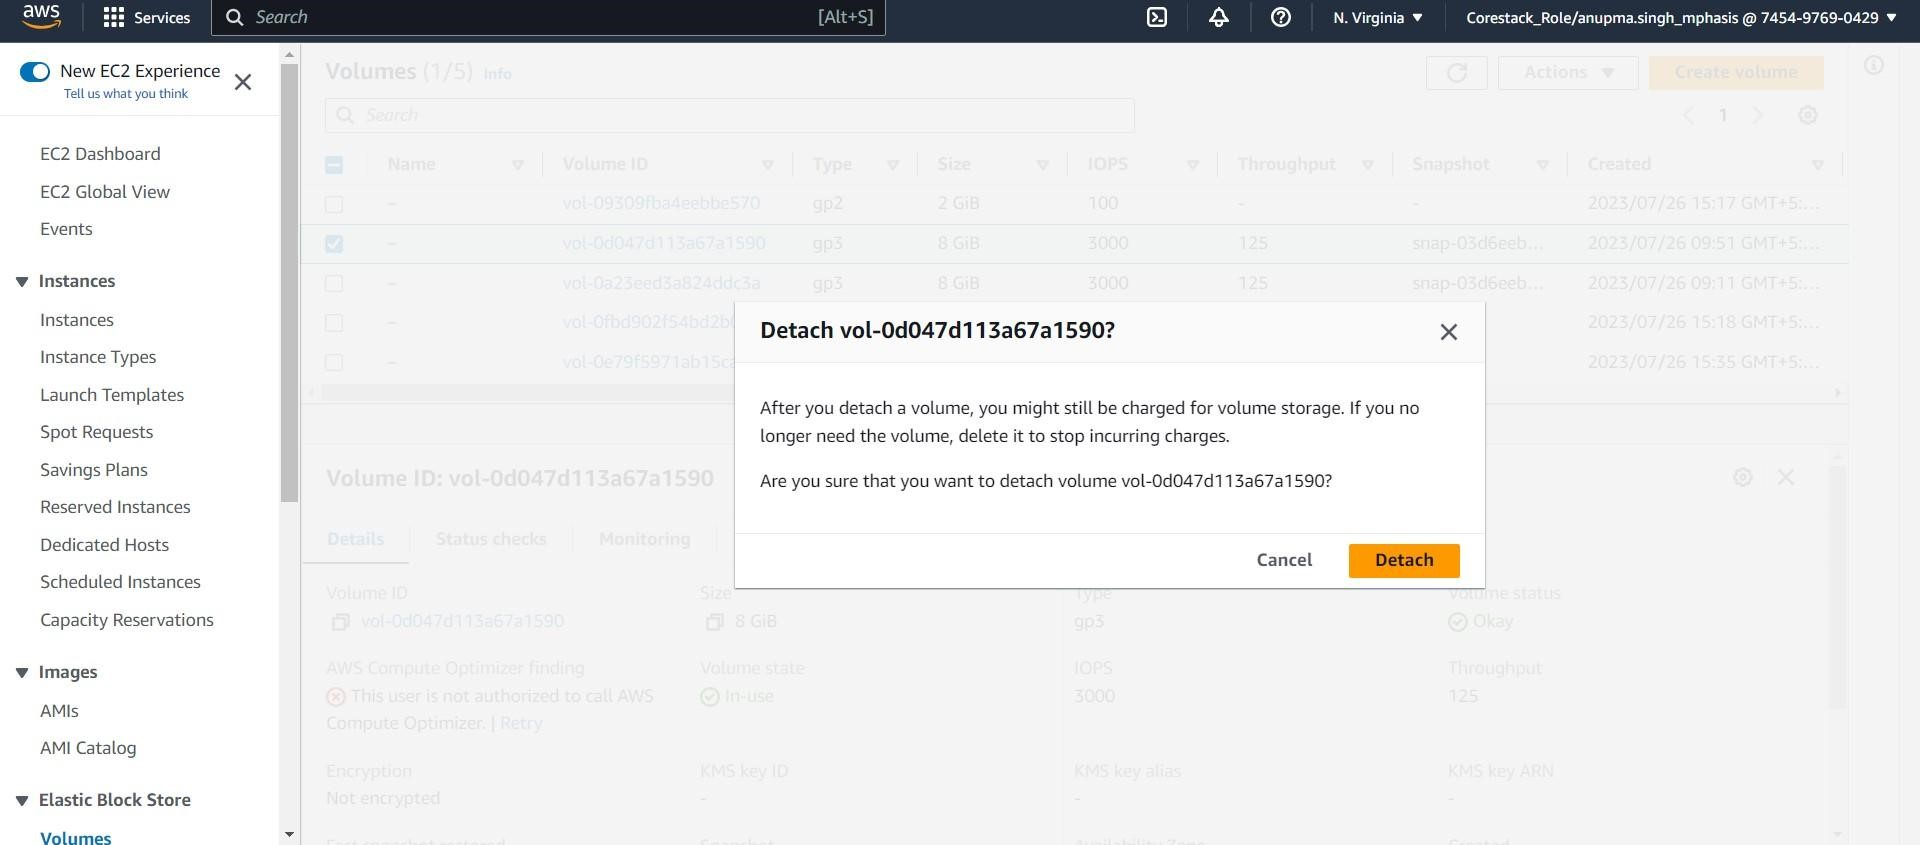 aws
Services
Search
[Alt+S]
N. Virginia
Corestack_Role/anupma.singh_mphasis @ 7454-9769-0429
New EC2 Experience
Tell us what you think
EC2 Dashboard
EC2 Global View
Events
Instances
Instances
Instance Types
Launch Templates
Spot Requests
Savings Plans
Reserved Instances
Dedicated Hosts
Scheduled Instances
Capacity Reservations
Images
AMIs
AMI Catalog
Elastic Block Store
Volumes
Volumes (1/5) Info
Actions
Create volume
Search
1
Name Volume ID Type Size IOPS Throughput Snapshot Created
– vol-09309fba4eebbe570 gp2 2 GiB 100 - - 2023/07/26 15:17 GMT+5:...
– vol-0d047d113a67a1590 gp3 8 GiB 3000 125 snap-03d6eeb... 2023/07/26 09:51 GMT+5:...
– vol-0a23eed3a824ddc3a gp3 8 GiB 3000 125 snap-03d6eeb... 2023/07/26 09:11 GMT+5:...
– 2023/07/26 15:18 GMT+5:...
– 2023/07/26 15:35 GMT+5:...
Detach vol-0d047d113a67a1590?
After you detach a volume, you might still be charged for volume storage. If you no
longer need the volume, delete it to stop incurring charges.
Are you sure that you want to detach volume vol-0d047d113a67a1590?
Cancel
Detach
Volume ID: vol-0d047d113a67a1590
Details
Status checks
Monitoring
Volume ID
vol-0d047d113a67a1590
Size
8 GiB
Type
gp3
Volume status
Okay
AWS Compute Optimizer finding
This user is not authorized to call AWS
Compute Optimizer. | Retry
Volume state
In-use
IOPS
3000
Throughput
125
Encryption
Not encrypted
KMS key ID
-
KMS key alias
-
KMS key ARN
-